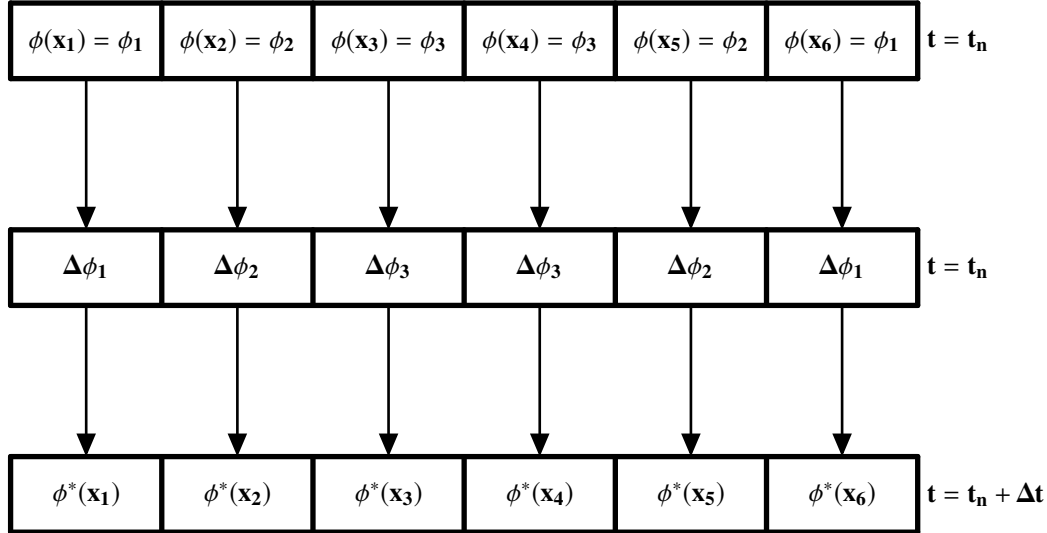 ϕ(x₁) = ϕ₁ ϕ(x₂) = ϕ₂ ϕ(x₃) = ϕ₃ ϕ(x₄) = ϕ₃ ϕ(x₅) = ϕ₂ ϕ(x₆) = ϕ₁ t = tₙ
Δϕ₁ Δϕ₂ Δϕ₃ Δϕ₃ Δϕ₂ Δϕ₁ t = tₙ
ϕ*(x₁) ϕ*(x₂) ϕ*(x₃) ϕ*(x₄) ϕ*(x₅) ϕ*(x₆) t = tₙ + Δt